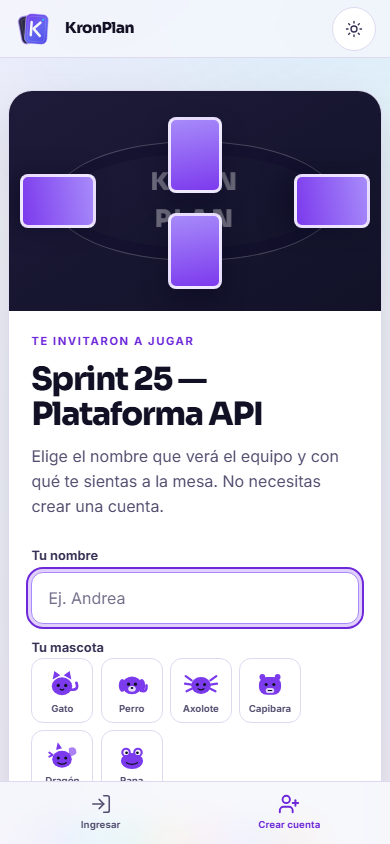 KronPlan
TE INVITARON A JUGAR
Sprint 25 —
Plataforma API
Elige el nombre que verá el equipo y con
qué te sientas a la mesa. No necesitas
crear una cuenta.
Tu nombre
Ej. Andrea
Tu mascota
Gato
Perro
Axolote
Capibara
Dragón
Rana
Ingresar
Crear cuenta